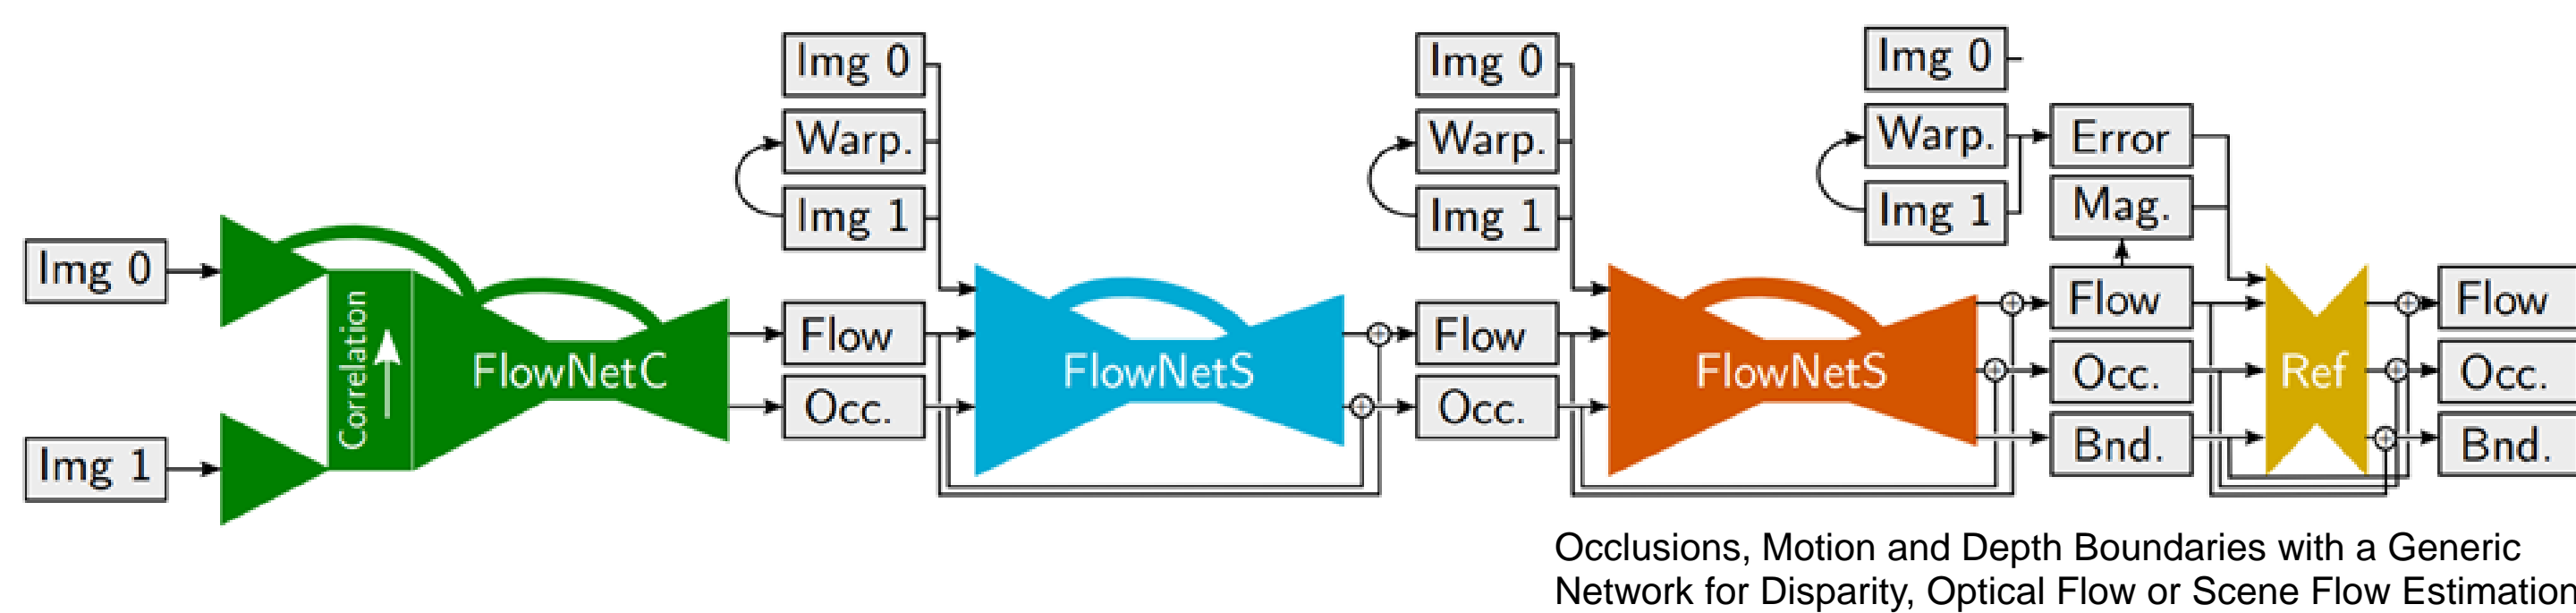 Img 0
Img 1
Correlation
FlowNetC
Img 0
Warp.
Img 1
Flow
Occ.
FlowNetS
Img 0
Warp.
Img 1
Flow
Occ.
FlowNetS
Img 0
Warp.
Img 1
Error
Mag.
Flow
Occ.
Bnd.
Ref
Flow
Occ.
Bnd.
Occlusions, Motion and Depth Boundaries with a Generic
Network for Disparity, Optical Flow or Scene Flow Estimation